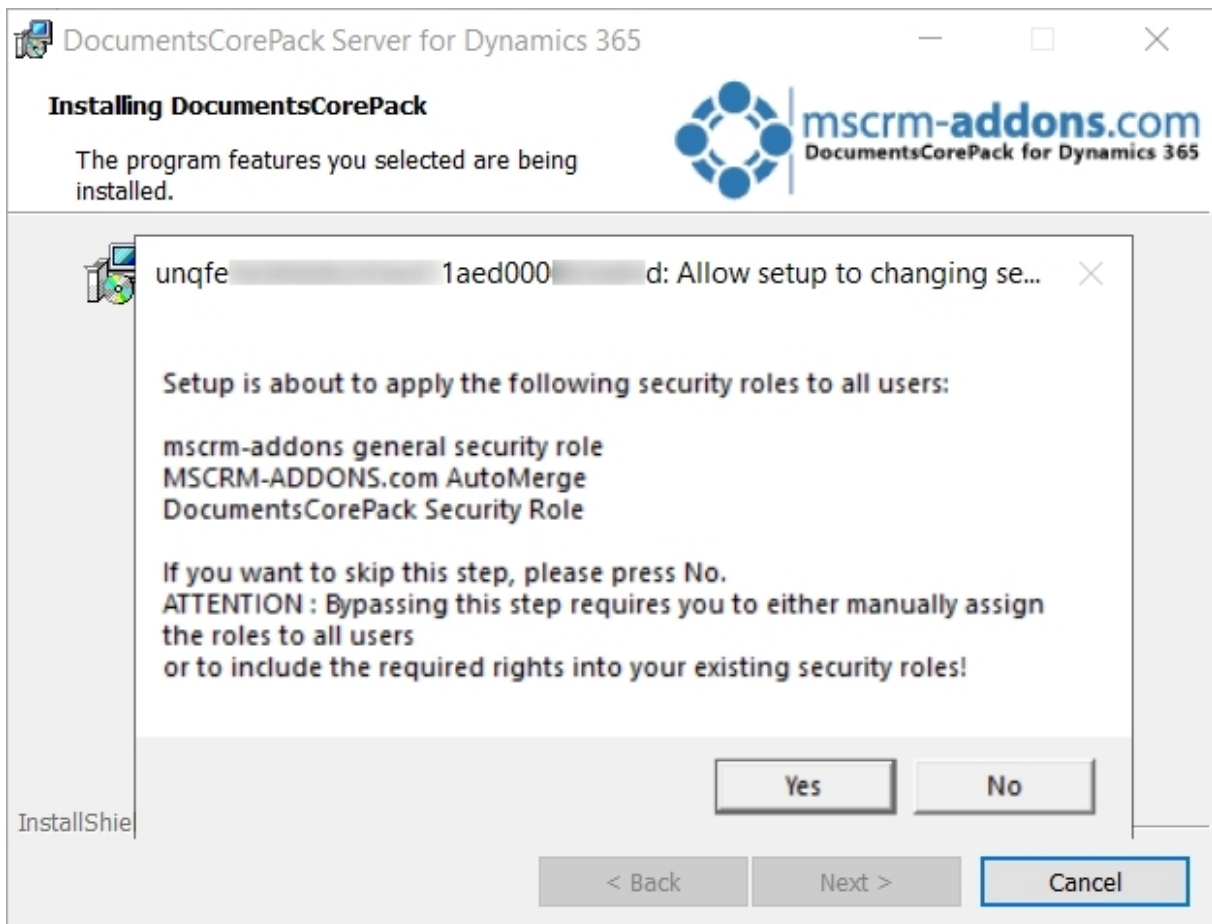 DocumentsCorePack Server for Dynamics 365
Installing DocumentsCorePack
The program features you selected are being
installed.
mscrm-addons.com
DocumentsCorePack for Dynamics 365
unqfe 1aed000 d: Allow setup to changing se...
Setup is about to apply the following security roles to all users:
mscrm-addons general security role
MSCRM-ADDONS.com AutoMerge
DocumentsCorePack Security Role
If you want to skip this step, please press No.
ATTENTION : Bypassing this step requires you to either manually assign
the roles to all users
or to include the required rights into your existing security roles!
Yes No
InstallShie
< Back Next > Cancel